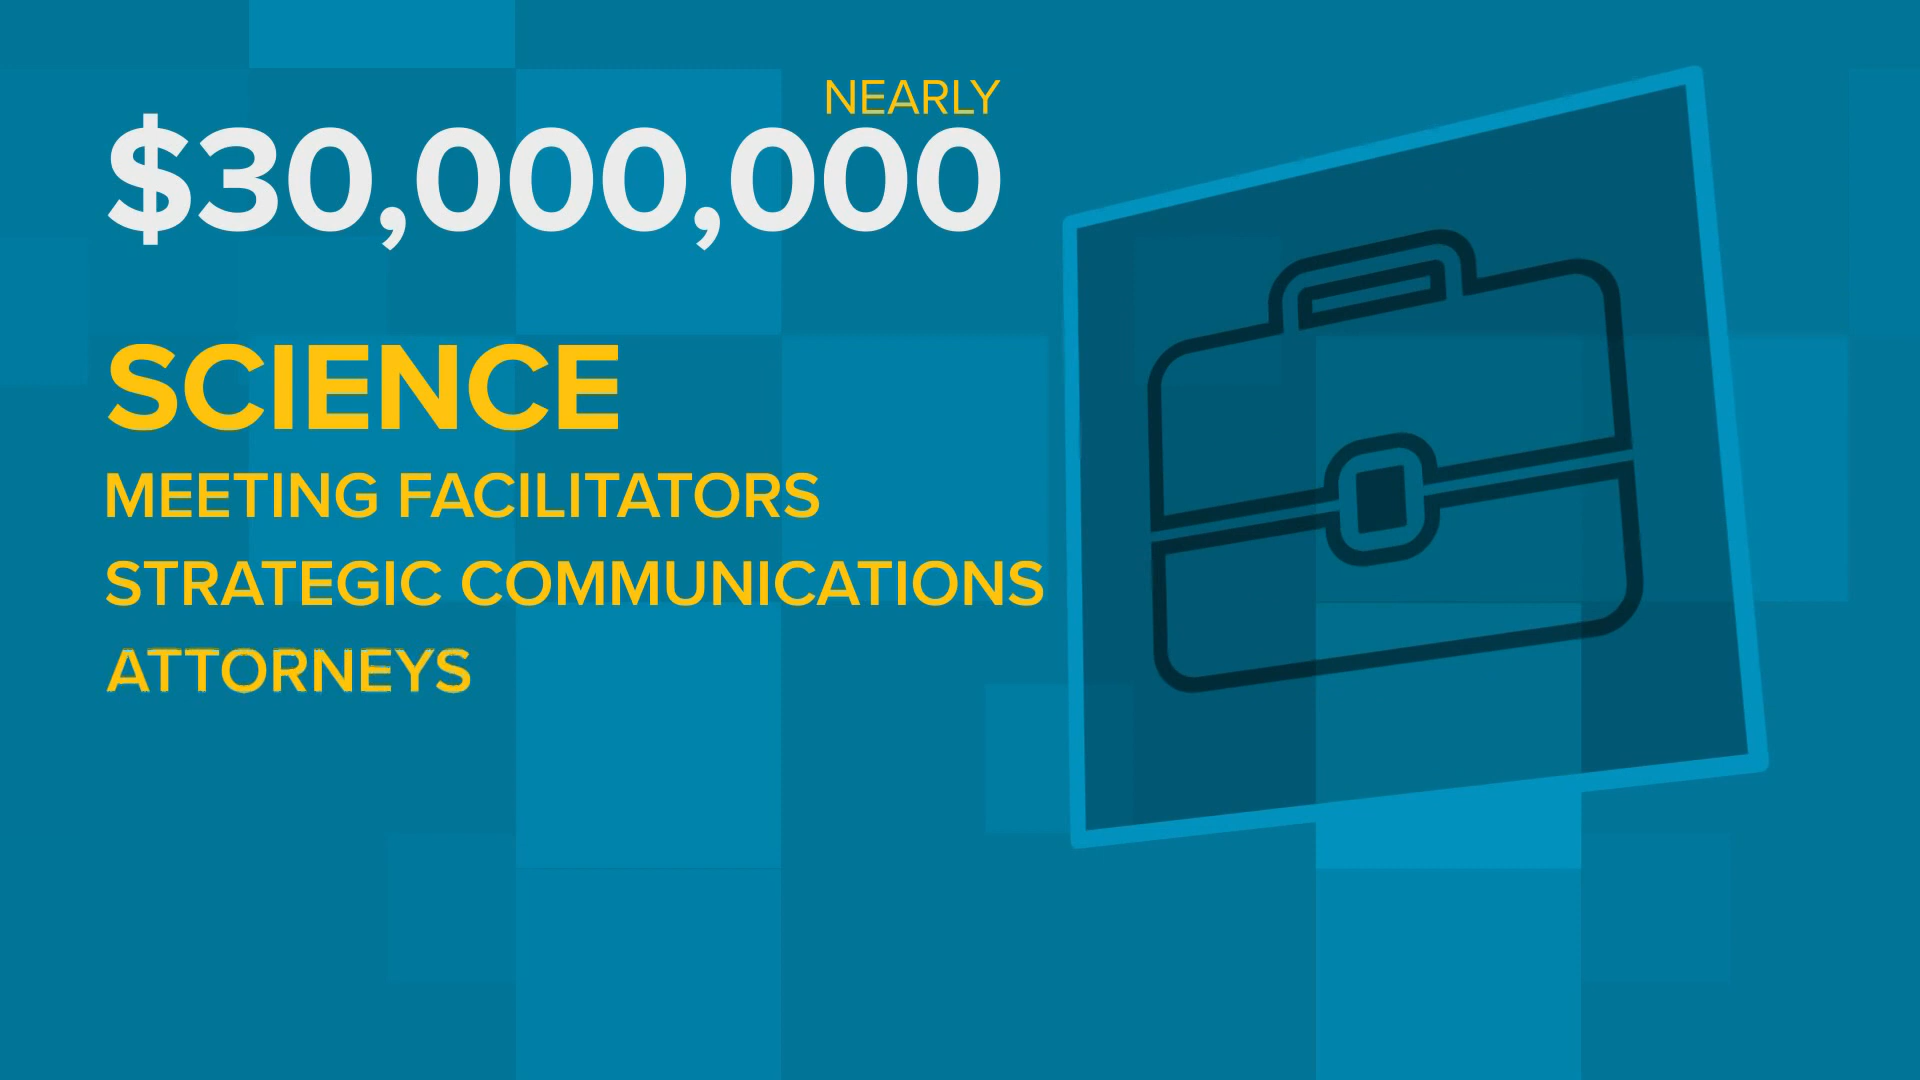 NEARLY
$30,000,000
SCIENCE
MEETING FACILITATORS
STRATEGIC COMMUNICATIONS
ATTORNEYS